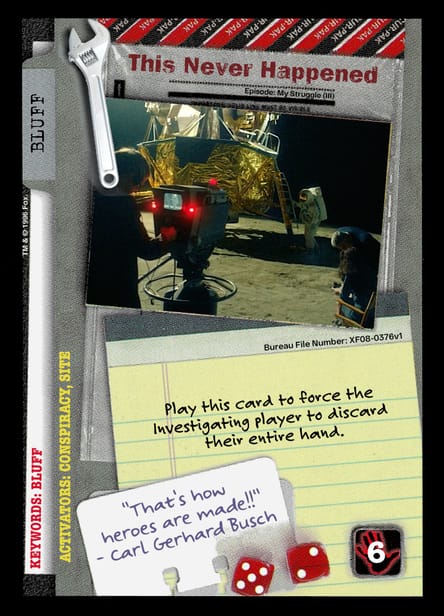 This Never Happened
Episode: My Struggle (III)
BLUFF
TM & © 1996 Fox.
Bureau File Number: XF08-0376v1
Play this card to force the
Investigating player to discard
their entire hand.
KEYWORDS: BLUFF
ACTIVATORS: CONSPIRACY, SITE
"That's how
heroes are made!!"
- Carl Gerhard Busch
6